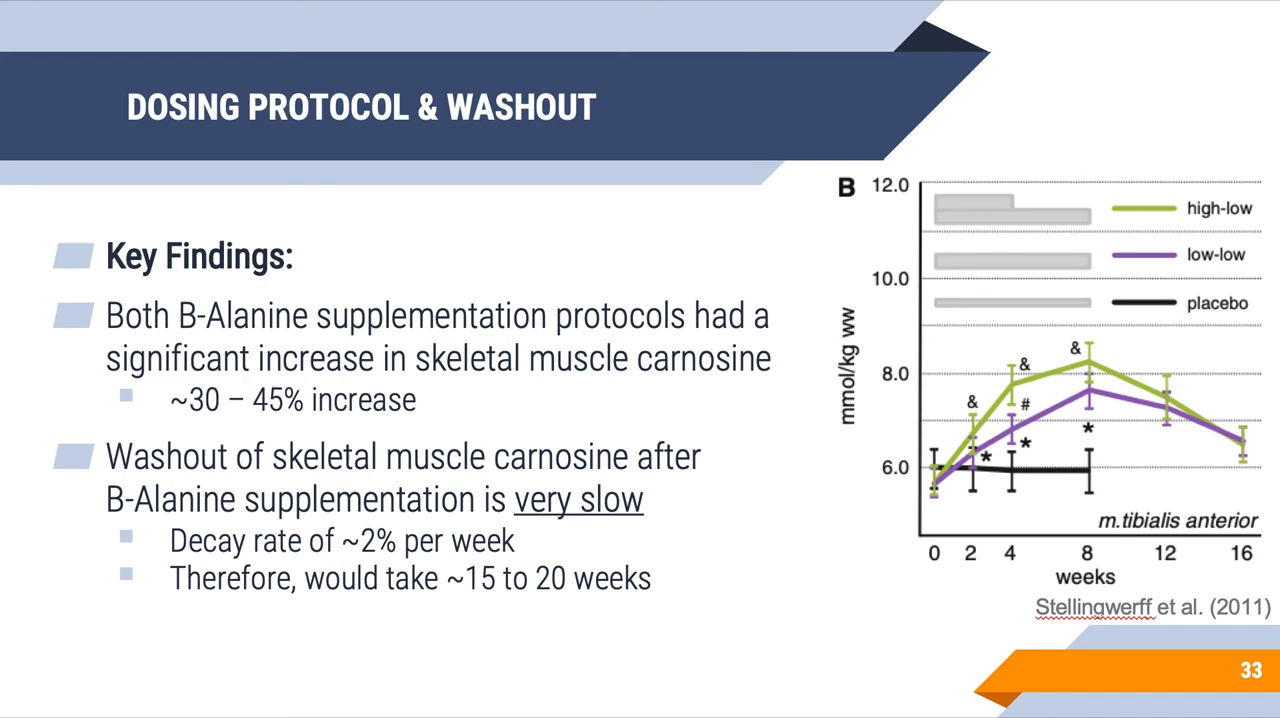 DOSING PROTOCOL & WASHOUT
Key Findings:
Both B-Alanine supplementation protocols had a
significant increase in skeletal muscle carnosine
~30 – 45% increase
Washout of skeletal muscle carnosine after
B-Alanine supplementation is very slow
Decay rate of ~2% per week
Therefore, would take ~15 to 20 weeks
B
12.0
10.0
8.0
6.0
mmol/kg ww
high-low
low-low
placebo
&
&
&
#
*
*
*
m.tibialis anterior
0 2 4 8 12 16
weeks
Stellingwerff et al. (2011)
33